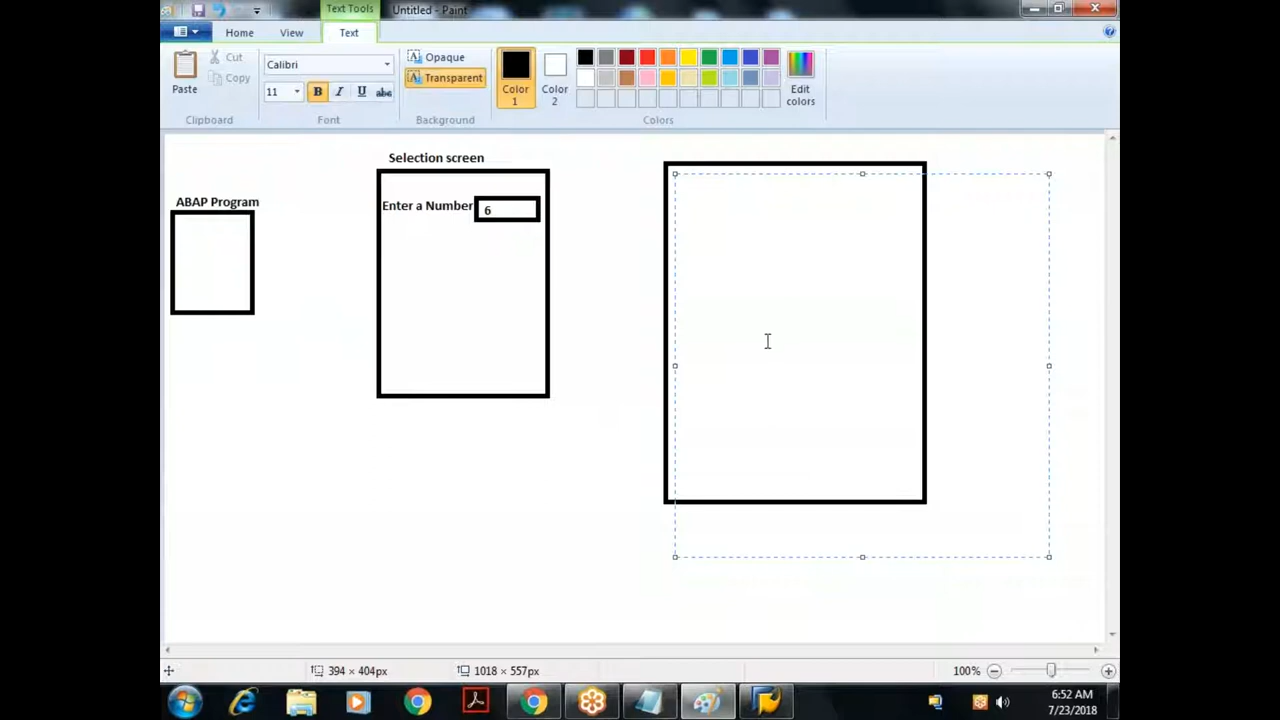 Text Tools
Untitled - Paint
Home
View
Text
Paste
Cut
Copy
Clipboard
Calibri
11
B
I
U
abc
Font
A Opaque
A Transparent
Background
Color
1
Color
2
Edit
colors
Colors
Selection screen
Enter a Number
6
ABAP Program
394 × 404px
1018 × 557px
100%
6:52 AM
7/23/2018